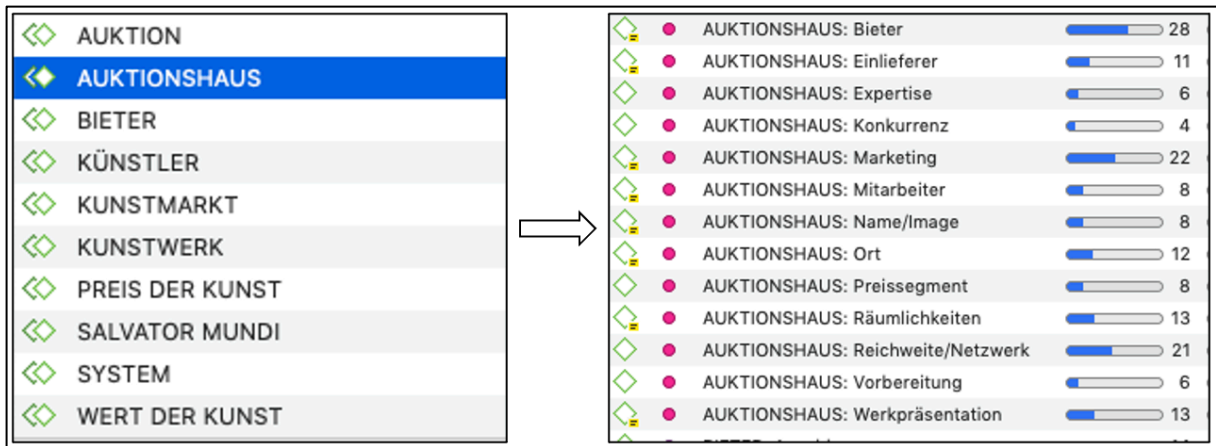 AUKTION
AUKTIONSHAUS
BIETER
KÜNSTLER
KUNSTMARKT
KUNSTWERK
PREIS DER KUNST
SALVATOR MUNDI
SYSTEM
WERT DER KUNST
AUKTIONSHAUS: Bieter 28
AUKTIONSHAUS: Einlieferer 11
AUKTIONSHAUS: Expertise 6
AUKTIONSHAUS: Konkurrenz 4
AUKTIONSHAUS: Marketing 22
AUKTIONSHAUS: Mitarbeiter 8
AUKTIONSHAUS: Name/Image 8
AUKTIONSHAUS: Ort 12
AUKTIONSHAUS: Preissegment 8
AUKTIONSHAUS: Räumlichkeiten 13
AUKTIONSHAUS: Reichweite/Netzwerk 21
AUKTIONSHAUS: Vorbereitung 6
AUKTIONSHAUS: Werkpräsentation 13